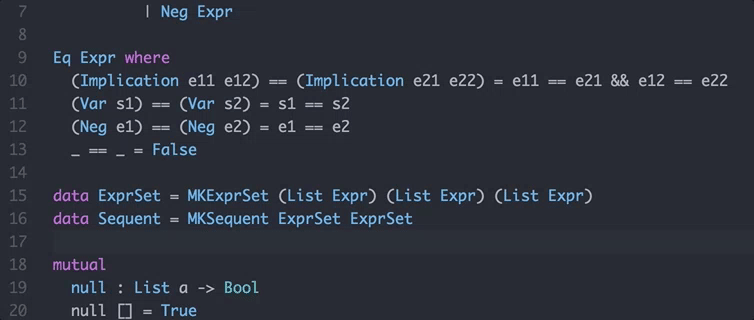 7 | Neg Expr
8
9 Eq Expr where
10 (Implication e11 e12) == (Implication e21 e22) = e11 == e21 && e12 == e22
11 (Var s1) == (Var s2) = s1 == s2
12 (Neg e1) == (Neg e2) = e1 == e2
13 _ == _ = False
14
15 data ExprSet = MKExprSet (List Expr) (List Expr) (List Expr)
16 data Sequent = MKSequent ExprSet ExprSet
17
18 mutual
19 null : List a -> Bool
20 null [] = True